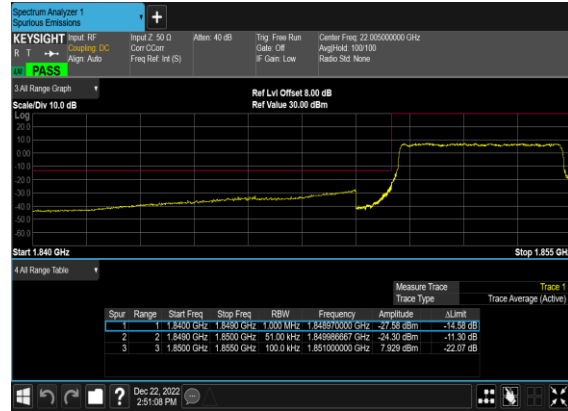 Spectrum Analyzer 1
Spurious Emissions
+
KEYSIGHT Input: RF Input Z: 50 Ω Atten: 40 dB Trig: Free Run Center Freq: 22.005000000 GHz
R T Coupling: DC Corr CCorr Gate: Off Avg|Hold: 100/100
Align: Auto Freq Ref: Int (S) IF Gain: Low Radio Std: None
PASS
3 All Range Graph
Ref Lvl Offset 8.00 dB
Scale/Div 10.0 dB Ref Value 30.00 dBm
Log
20.0
10.0
0.00
-10.0
-20.0
-30.0
-40.0
-50.0
-60.0
Start 1.840 GHz Stop 1.855 GH
4 All Range Table
Measure Trace Trace 1
Trace Type Trace Average (Active)
Spur Range Start Freq Stop Freq RBW Frequency Amplitude ΔLimit
1 1 1.8400 GHz 1.8490 GHz 1.000 MHz 1.848970000 GHz -27.58 dBm -14.58 dB
2 2 1.8490 GHz 1.8500 GHz 51.00 kHz 1.849986667 GHz -24.30 dBm -11.30 dB
3 3 1.8500 GHz 1.8550 GHz 100.0 kHz 1.851000000 GHz 7.929 dBm -22.07 dB
? Dec 22, 2022
2:51:08 PM